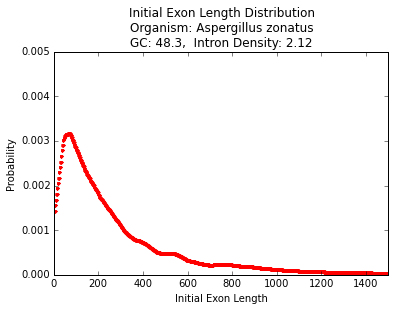 Initial Exon Length Distribution
Organism: Aspergillus zonatus
GC: 48.3,  Intron Density: 2.12
0.005
0.004
0.003
0.002
0.001
0.000
Probability
0 200 400 600 800 1000 1200 1400
Initial Exon Length